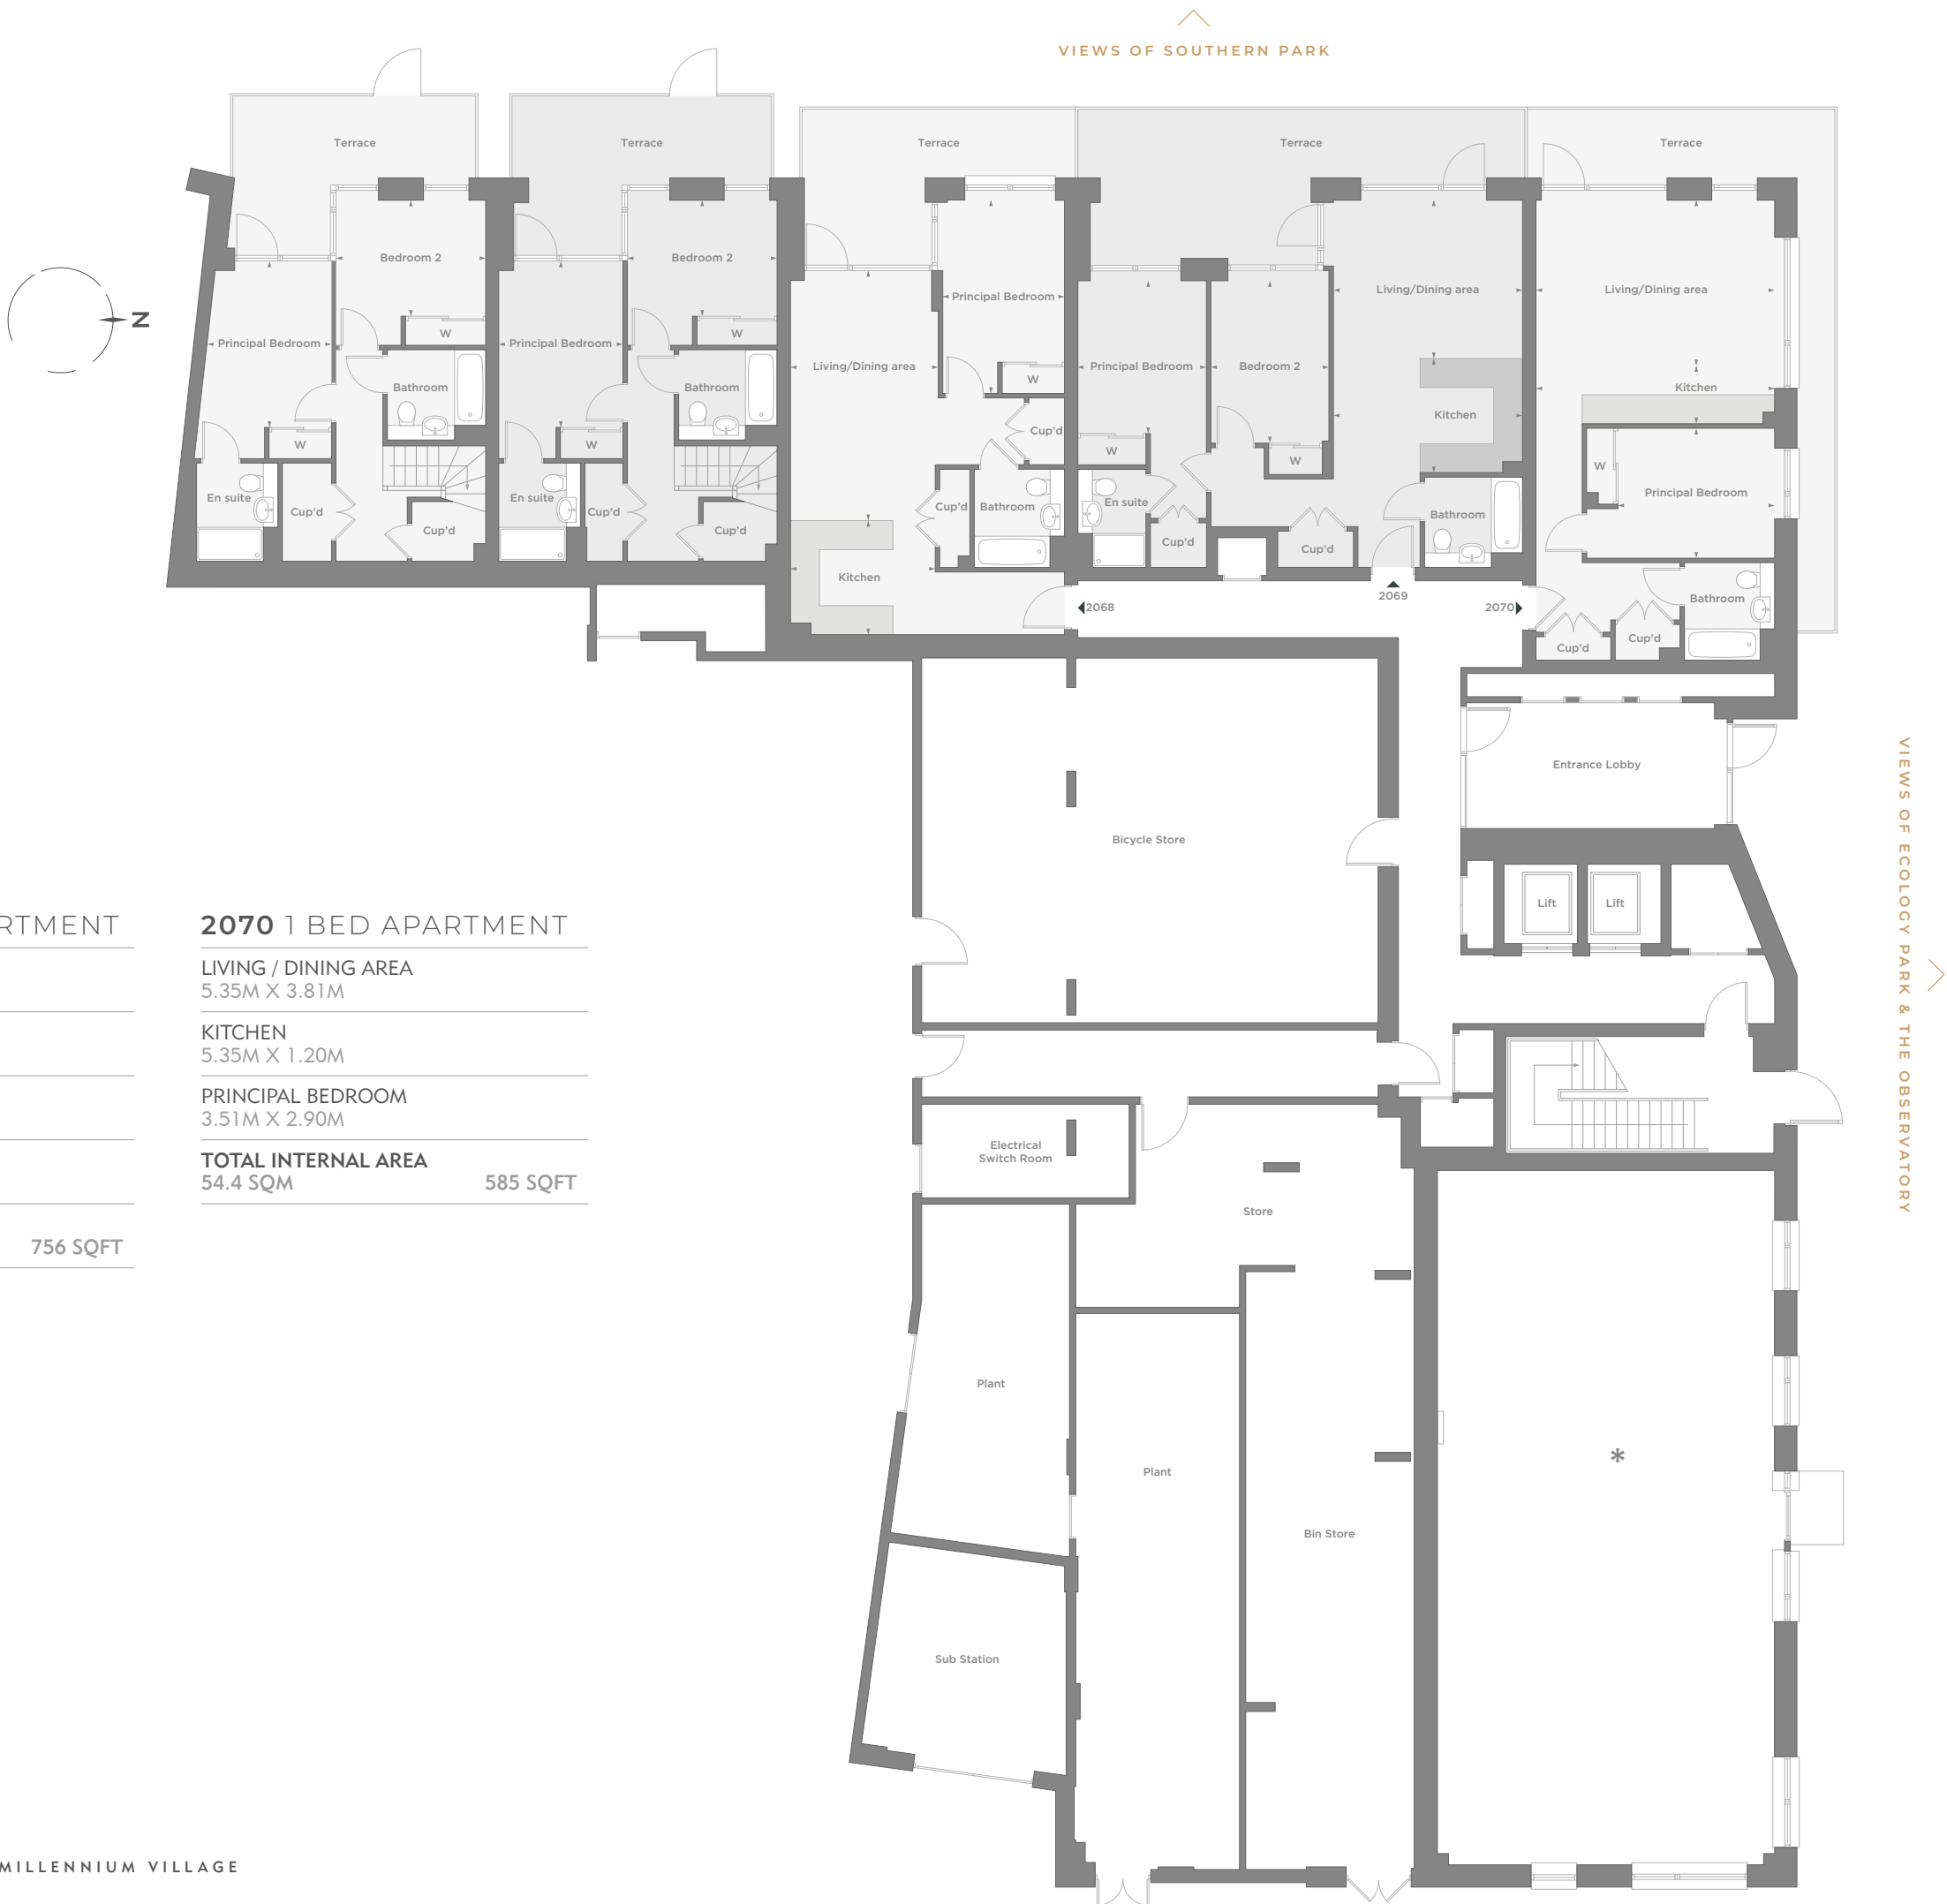 VIEWS OF SOUTHERN PARK
Terrace
Terrace
Terrace
Terrace
Terrace
N
Bedroom 2
Bedroom 2
Principal Bedroom
Living/Dining area
Living/Dining area
W
W
Principal Bedroom
Principal Bedroom
Living/Dining area
Principal Bedroom
Bedroom 2
W
Bathroom
Bathroom
Kitchen
Kitchen
Cup'd
W
W
W
W
W
En suite
Cup'd
Cup'd
En suite
Cup'd
Cup'd
Cup'd
Bathroom
En suite
Bathroom
Principal Bedroom
Cup'd
Cup'd
Kitchen
2068
2069
2070
Bathroom
Cup'd
Cup'd
Entrance Lobby
Bicycle Store
Lift
Lift
VIEWS OF ECOLOGY PARK & THE OBSERVATORY
RTMENT
756 SQFT
2070 1 BED APARTMENT
LIVING / DINING AREA
5.35M X 3.81M
KITCHEN
5.35M X 1.20M
PRINCIPAL BEDROOM
3.51M X 2.90M
TOTAL INTERNAL AREA
54.4 SQM 585 SQFT
Electrical
Switch Room
Store
Plant
Plant
*
Bin Store
Sub Station
MILLENNIUM VILLAGE